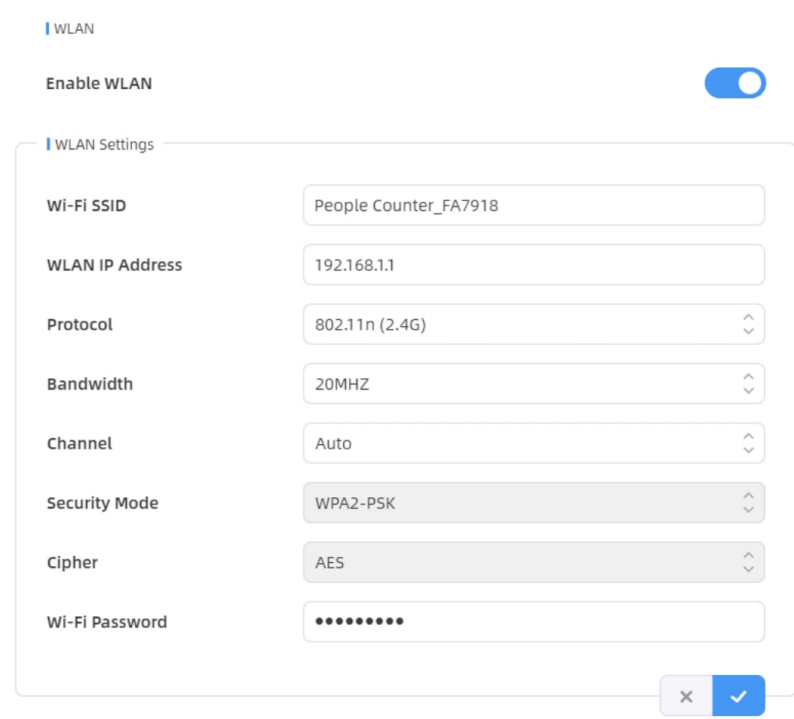 WLAN
Enable WLAN
WLAN Settings
Wi-Fi SSID People Counter_FA7918
WLAN IP Address 192.168.1.1
Protocol 802.11n (2.4G)
Bandwidth 20MHZ
Channel Auto
Security Mode WPA2-PSK
Cipher AES
Wi-Fi Password •••••••••